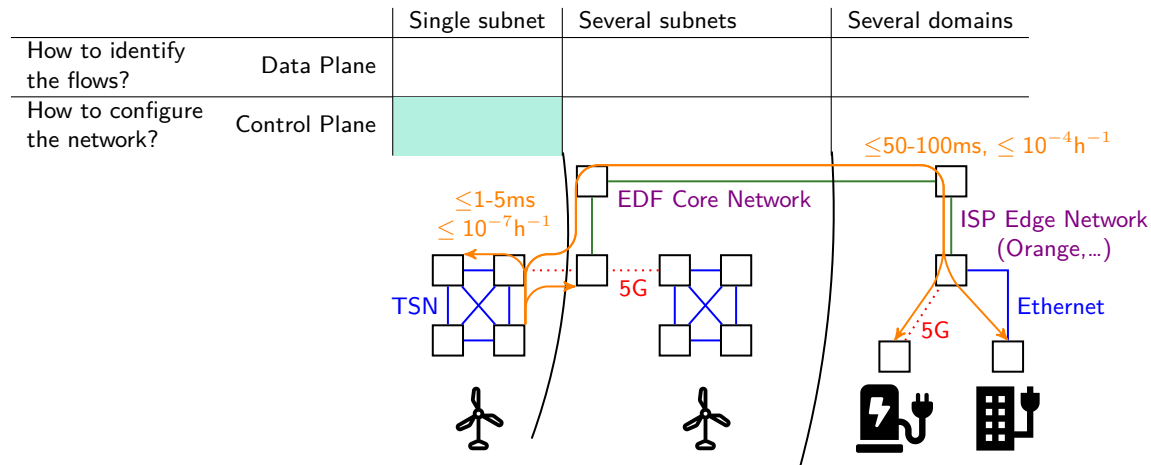 Single subnet Several subnets Several domains
How to identify
the flows?
Data Plane
How to configure
the network?
Control Plane
≤50-100ms, ≤ 10⁻⁴h⁻¹
≤1-5ms
≤ 10⁻⁷h⁻¹
EDF Core Network
ISP Edge Network
(Orange,...)
TSN
5G
Ethernet
5G